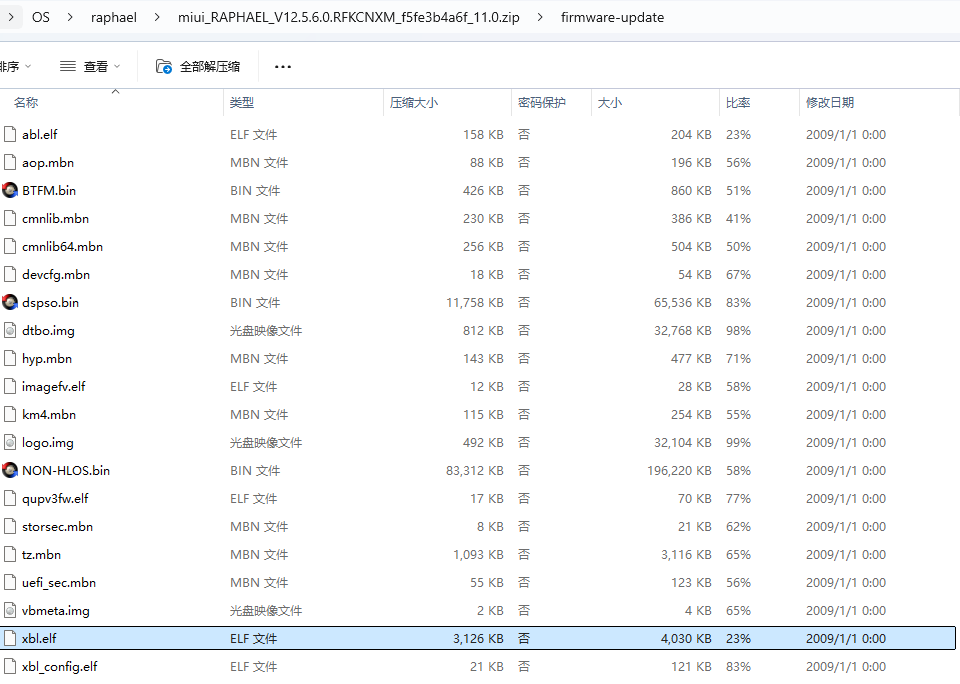 OS raphael miui_RAPHAEL_V12.5.6.0.RFKCNXM_f5fe3b4a6f_11.0.zip firmware-update
排序 查看 全部解压缩 ...
名称 类型 压缩大小 密码保护 大小 比率 修改日期
abl.elf ELF 文件 158 KB 否 204 KB 23% 2009/1/1 0:00
aop.mbn MBN 文件 88 KB 否 196 KB 56% 2009/1/1 0:00
BTFM.bin BIN 文件 426 KB 否 860 KB 51% 2009/1/1 0:00
cmnlib.mbn MBN 文件 230 KB 否 386 KB 41% 2009/1/1 0:00
cmnlib64.mbn MBN 文件 256 KB 否 504 KB 50% 2009/1/1 0:00
devcfg.mbn MBN 文件 18 KB 否 54 KB 67% 2009/1/1 0:00
dspso.bin BIN 文件 11,758 KB 否 65,536 KB 83% 2009/1/1 0:00
dtbo.img 光盘映像文件 812 KB 否 32,768 KB 98% 2009/1/1 0:00
hyp.mbn MBN 文件 143 KB 否 477 KB 71% 2009/1/1 0:00
imagefv.elf ELF 文件 12 KB 否 28 KB 58% 2009/1/1 0:00
km4.mbn MBN 文件 115 KB 否 254 KB 55% 2009/1/1 0:00
logo.img 光盘映像文件 492 KB 否 32,104 KB 99% 2009/1/1 0:00
NON-HLOS.bin BIN 文件 83,312 KB 否 196,220 KB 58% 2009/1/1 0:00
qupv3fw.elf ELF 文件 17 KB 否 70 KB 77% 2009/1/1 0:00
storsec.mbn MBN 文件 8 KB 否 21 KB 62% 2009/1/1 0:00
tz.mbn MBN 文件 1,093 KB 否 3,116 KB 65% 2009/1/1 0:00
uefi_sec.mbn MBN 文件 55 KB 否 123 KB 56% 2009/1/1 0:00
vbmeta.img 光盘映像文件 2 KB 否 4 KB 65% 2009/1/1 0:00
xbl.elf ELF 文件 3,126 KB 否 4,030 KB 23% 2009/1/1 0:00
xbl_config.elf ELF 文件 21 KB 否 121 KB 83% 2009/1/1 0:00